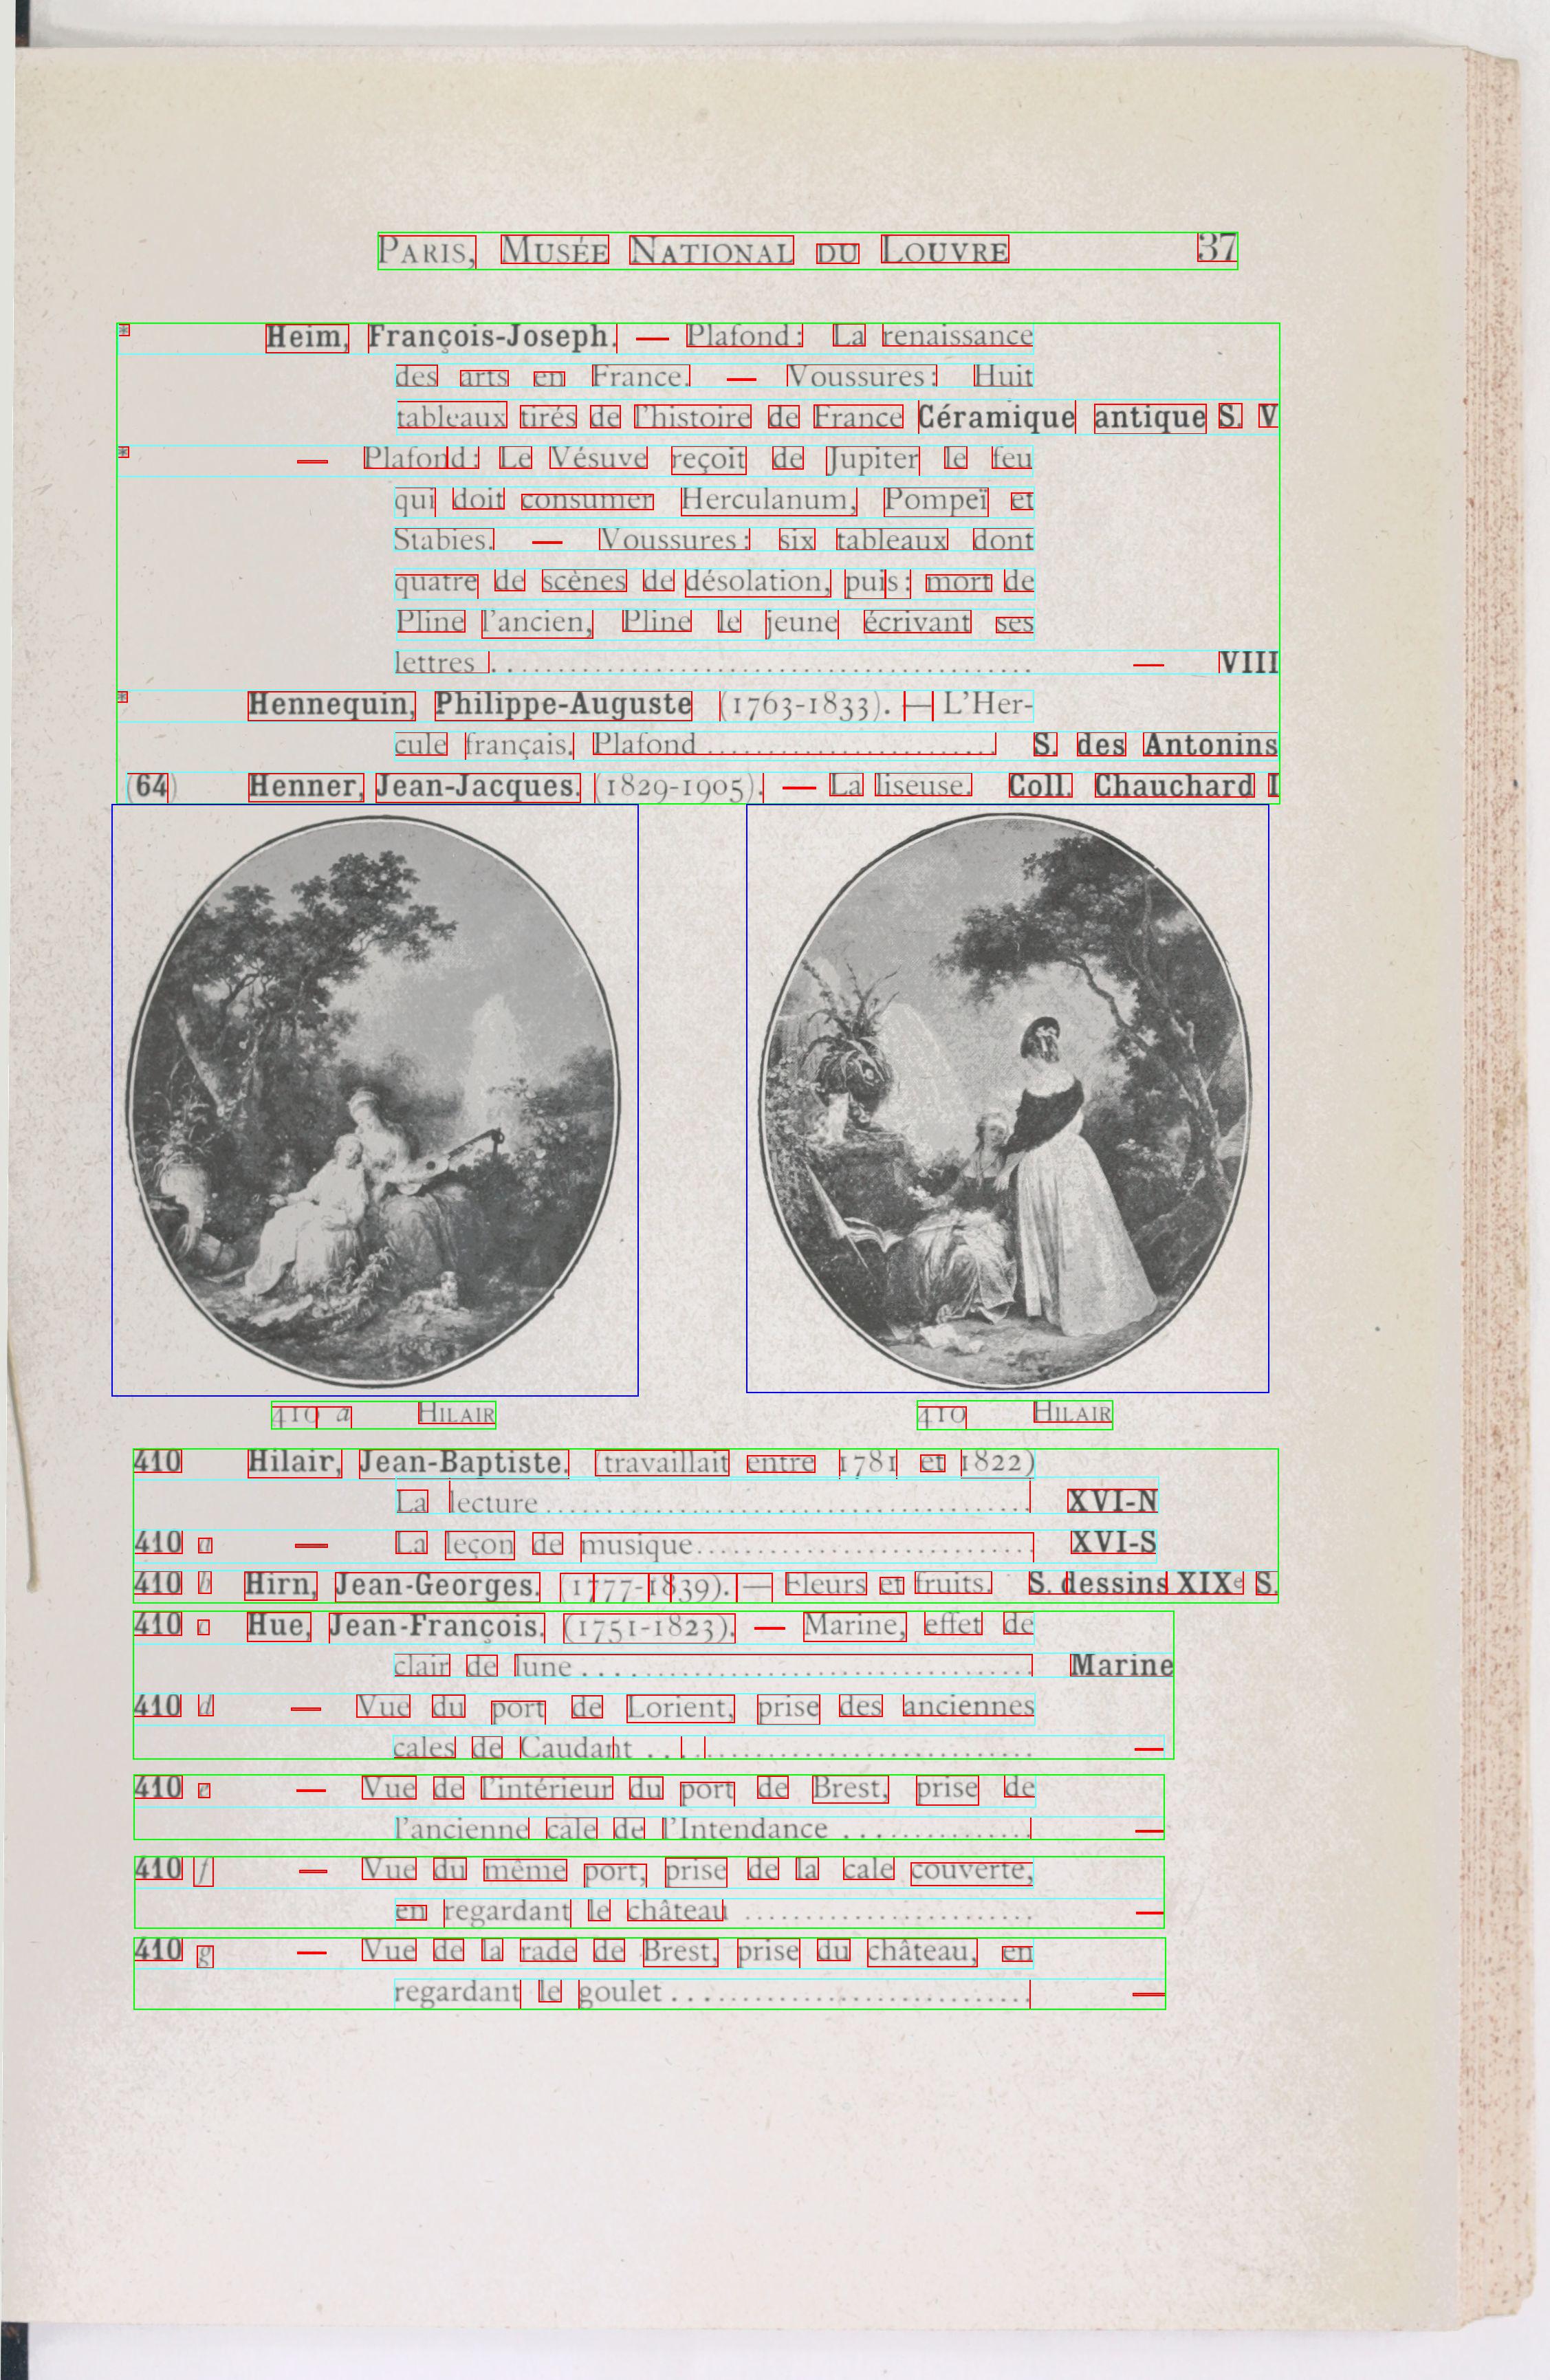 PARIS, MUSÉE NATIONAL DU LOUVRE 37
* Heim, François-Joseph. — Plafond: La renaissance
des arts en France. — Voussures: Huit
tableaux tirés de l'histoire de France Céramique antique S. V
* — Plafond: Le Vésuve reçoit de Jupiter le feu
qui doit consumer Herculanum, Pompeï et
Stabies. — Voussures: six tableaux dont
quatre de scènes de désolation, puis: mort de
Pline l'ancien, Pline le jeune écrivant ses
lettres ........................................ — VIII
* Hennequin, Philippe-Auguste (1763-1833). — L'Her-
cule français. Plafond ...................... S. des Antonins
(64) Henner, Jean-Jacques. (1829-1905). — La liseuse. Coll. Chauchard I
410 a HILAIR
410 HILAIR
410 Hilair, Jean-Baptiste. (travaillait entre 1781 et 1822)
La lecture ..................................... XVI-N
410 a — La leçon de musique.......................... XVI-S
410 b Hirn, Jean-Georges. (1777-1839). — Fleurs et fruits. S. dessins XIXe S.
410 c Hue, Jean-François. (1751-1823). — Marine, effet de
clair de lune .................................. Marine
410 d — Vue du port de Lorient, prise des anciennes
cales de Caudant ............................. —
410 e — Vue de l'intérieur du port de Brest, prise de
l'ancienne cale de l'Intendance ............... —
410 f — Vue du même port, prise de la cale couverte,
en regardant le château ....................... —
410 g — Vue de la rade de Brest, prise du château, en
regardant le goulet ............................ —